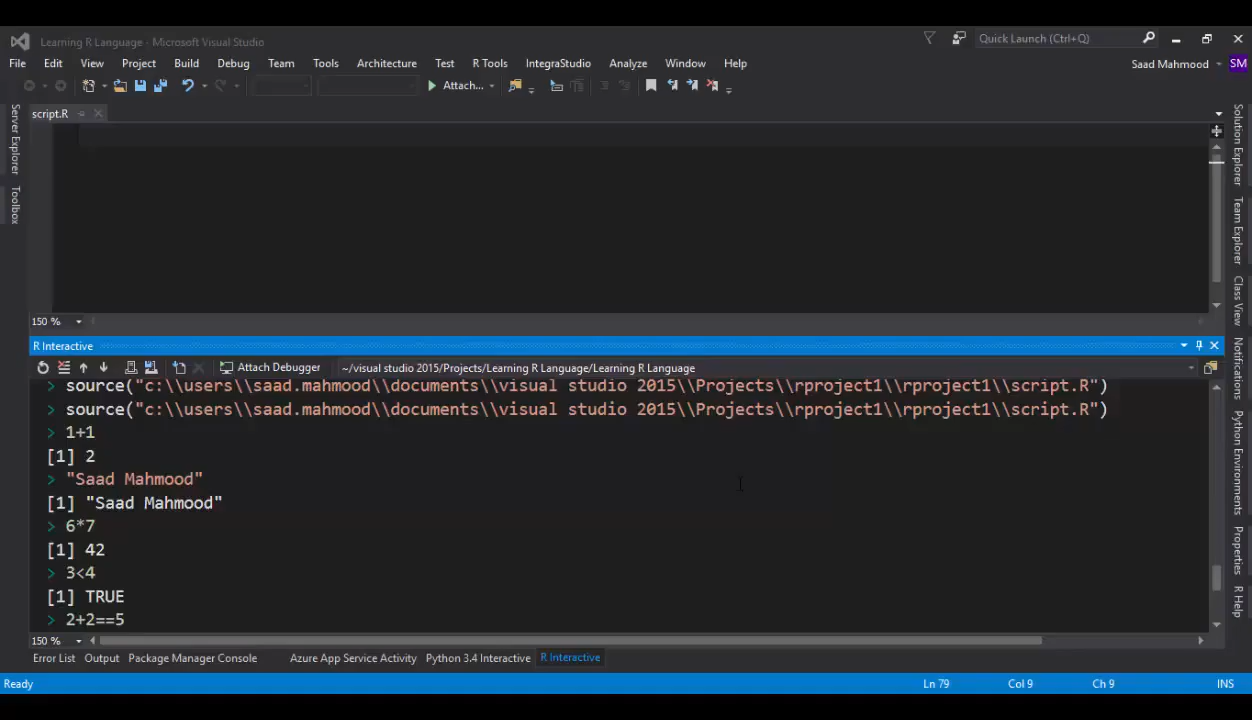 Learning R Language - Microsoft Visual Studio
Quick Launch (Ctrl+Q)
File Edit View Project Build Debug Team Tools Architecture Test R Tools IntegraStudio Analyze Window Help
Saad Mahmood SM
Attach...
script.R
Server Explorer
Toolbox
150 %
R Interactive
Attach Debugger
~/visual studio 2015/Projects/Learning R Language/Learning R Language
> source("c:\\users\\saad.mahmood\\documents\\visual studio 2015\\Projects\\rproject1\\rproject1\\script.R")
> source("c:\\users\\saad.mahmood\\documents\\visual studio 2015\\Projects\\rproject1\\rproject1\\script.R")
> 1+1
[1] 2
> "Saad Mahmood"
[1] "Saad Mahmood"
> 6*7
[1] 42
> 3<4
[1] TRUE
> 2+2==5
150 %
Error List Output Package Manager Console Azure App Service Activity Python 3.4 Interactive R Interactive
Ready Ln 79 Col 9 Ch 9 INS
Solution Explorer
Team Explorer
Class View
Notifications
Python Environments
Properties
R Help